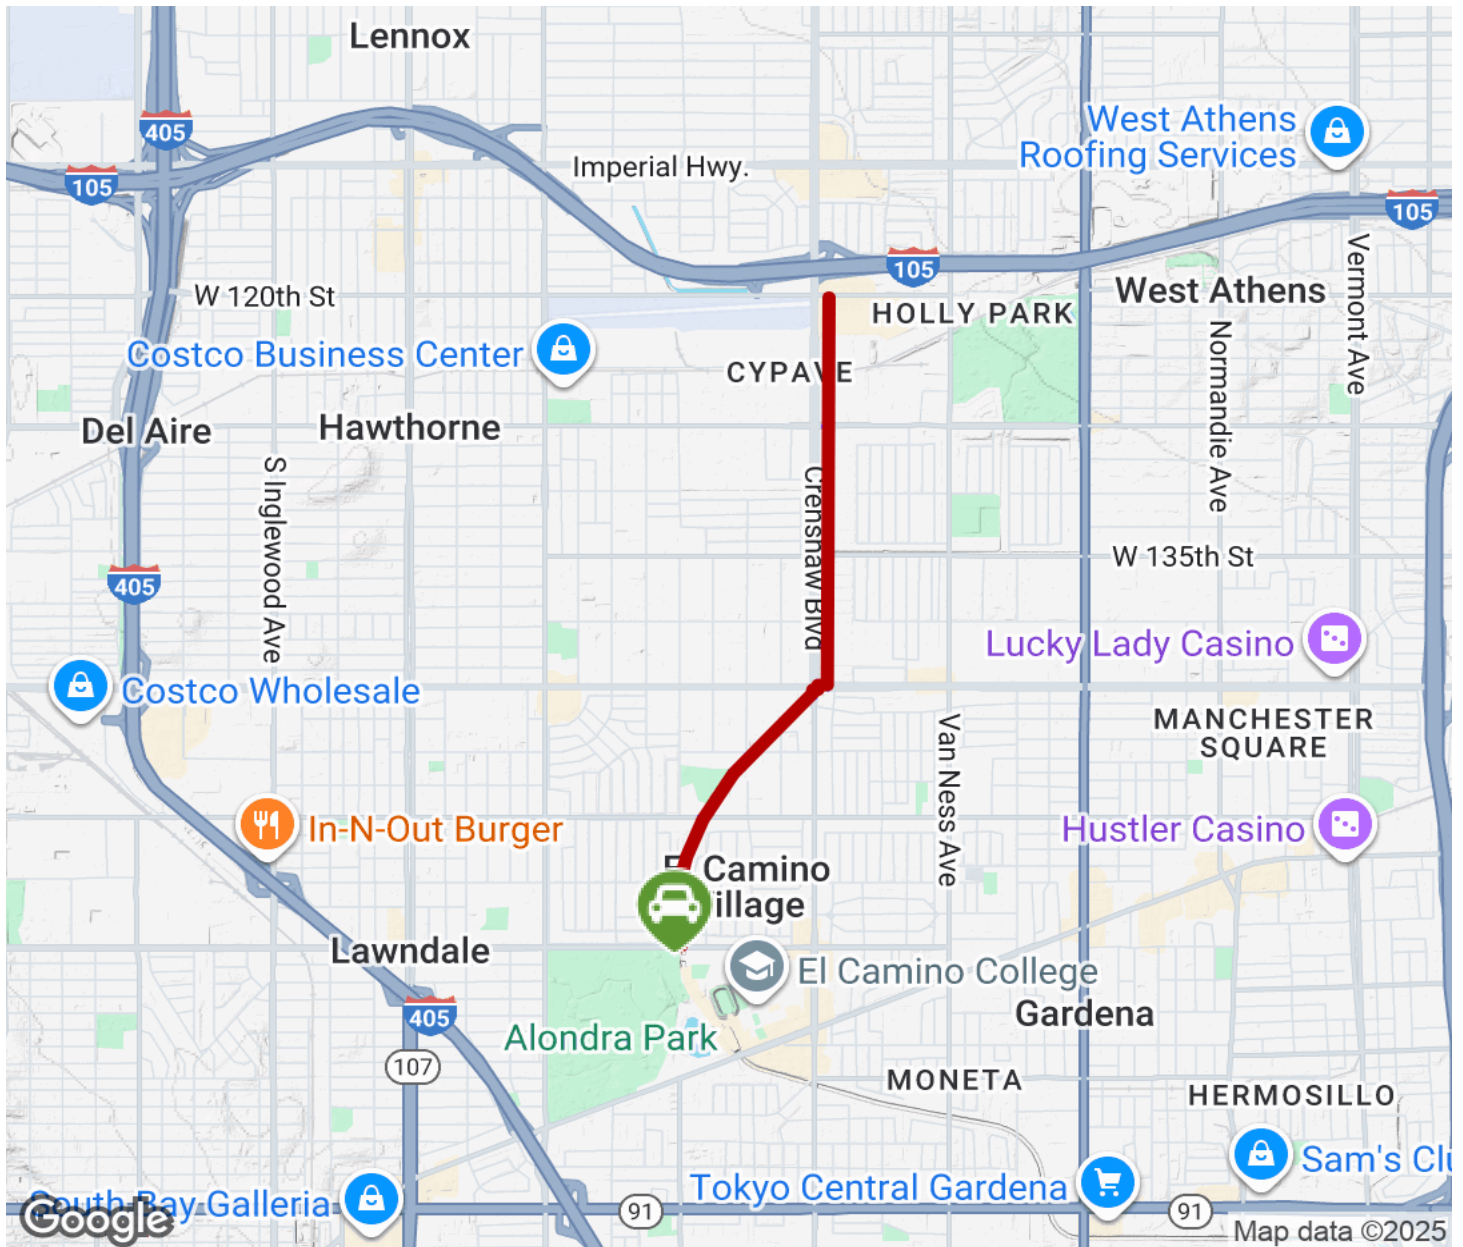 Lennox
405
West Athens
Roofing Services
105
Imperial Hwy.
105
105
W 120th St
HOLLY PARK
West Athens
Vermont Ave
Costco Business Center
CYPAVE
Normandie Ave
Del Aire
Hawthorne
S Inglewood Ave
Crenshaw Blvd
W 135th St
405
Lucky Lady Casino
Costco Wholesale
MANCHESTER
SQUARE
Van Ness Ave
In-N-Out Burger
Hustler Casino
Camino
illage
Lawndale
El Camino College
405
Gardena
Alondra Park
107
MONETA
HERMOSILLO
Sam's Clu
Tokyo Central Gardena
South Bay Galleria
91
91
Google
Map data ©2025